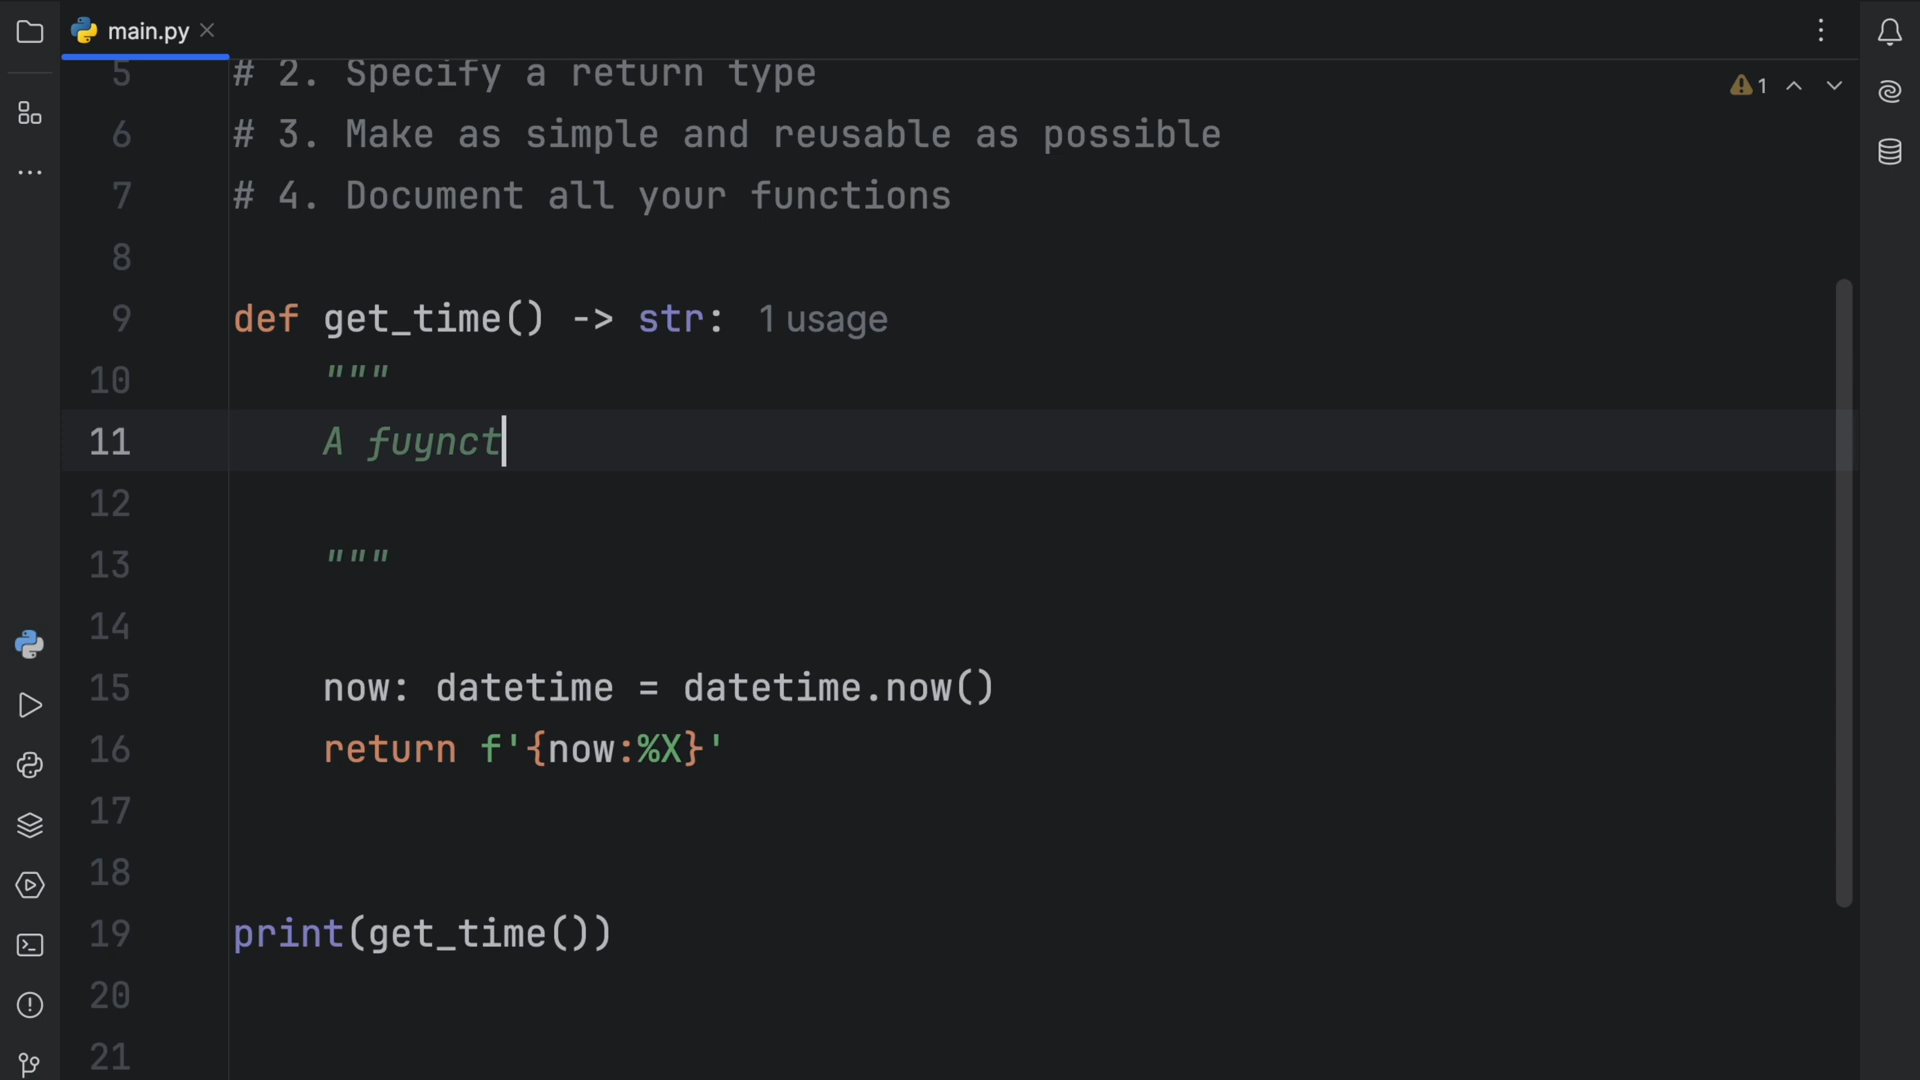 main.py
1
5 # 2. Specify a return type
6 # 3. Make as simple and reusable as possible
7 # 4. Document all your functions
8
9 def get_time() -> str: 1 usage
10 """
11 A fuynct
12
13 """
14
15 now: datetime = datetime.now()
16 return f'{now:%X}'
17
18
19 print(get_time())
20
21